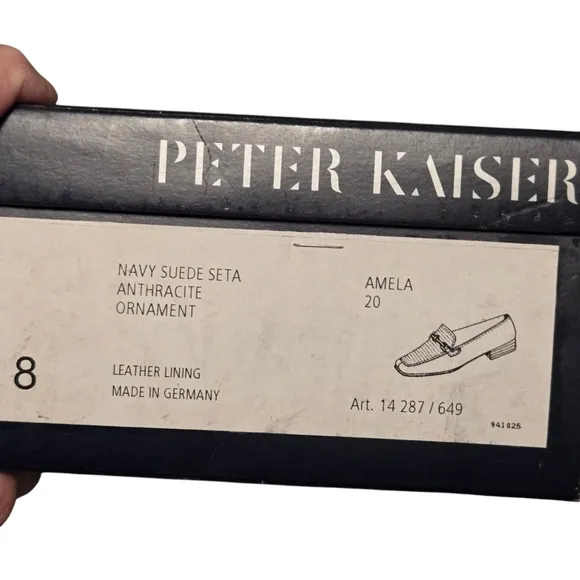 PETER KAISER
NAVY SUEDE SETA
ANTHRACITE
ORNAMENT
AMELA
20
8
LEATHER LINING
MADE IN GERMANY
Art. 14 287 / 649
941025